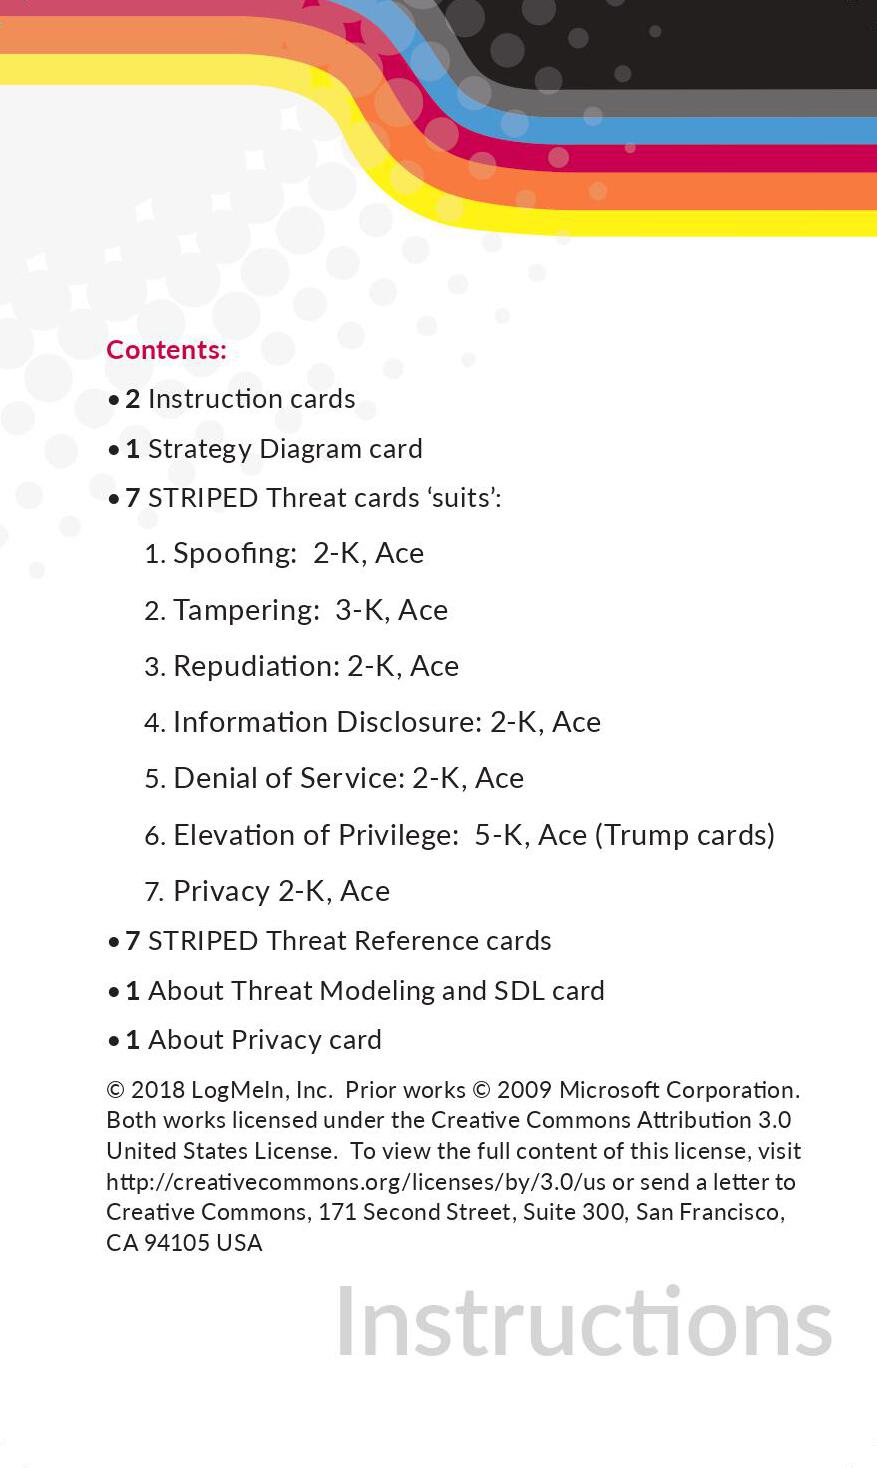 Contents:
• 2 Instruction cards
• 1 Strategy Diagram card
• 7 STRIPED Threat cards ‘suits’:
1. Spoofing:  2-K, Ace
2. Tampering:  3-K, Ace
3. Repudiation: 2-K, Ace
4. Information Disclosure: 2-K, Ace
5. Denial of Service: 2-K, Ace
6. Elevation of Privilege:  5-K, Ace (Trump cards)
7. Privacy 2-K, Ace
• 7 STRIPED Threat Reference cards
• 1 About Threat Modeling and SDL card
• 1 About Privacy card
© 2018 LogMeIn, Inc.  Prior works © 2009 Microsoft Corporation.
Both works licensed under the Creative Commons Attribution 3.0
United States License.  To view the full content of this license, visit
http://creativecommons.org/licenses/by/3.0/us or send a letter to
Creative Commons, 171 Second Street, Suite 300, San Francisco,
CA 94105 USA
Instructions